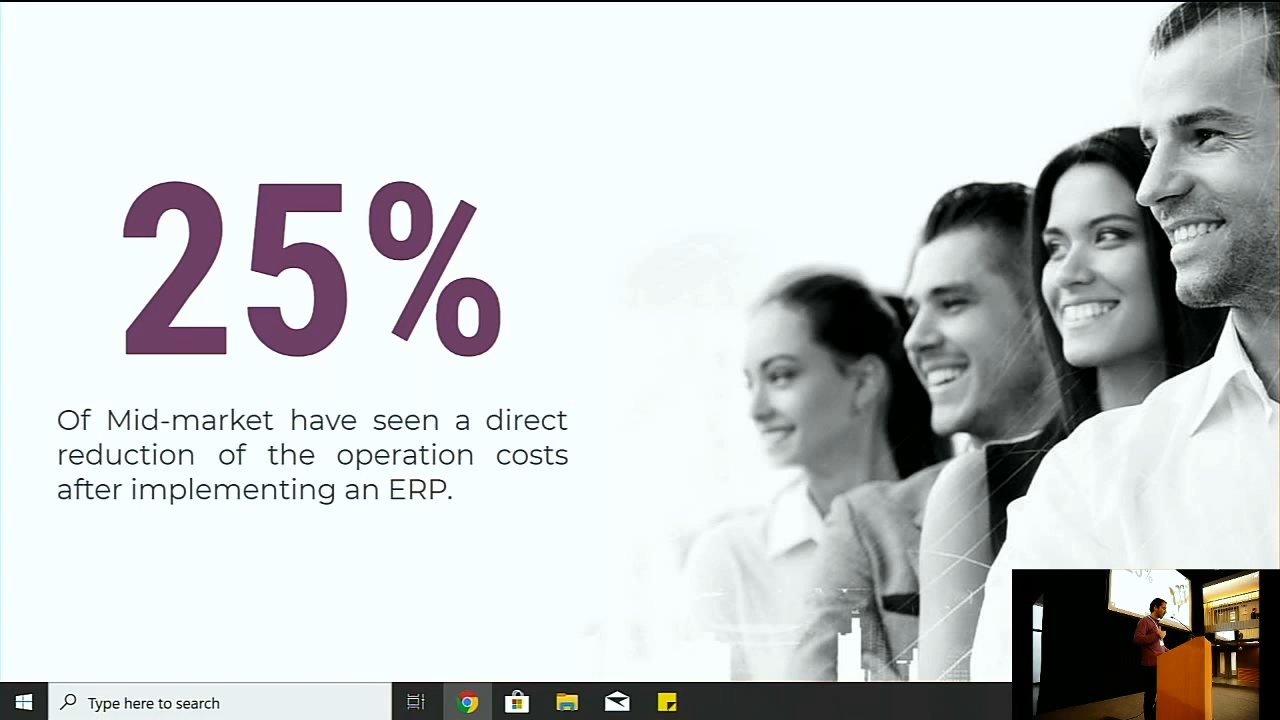 25%
Of Mid-market have seen a direct
reduction of the operation costs
after implementing an ERP.
Type here to search
25%